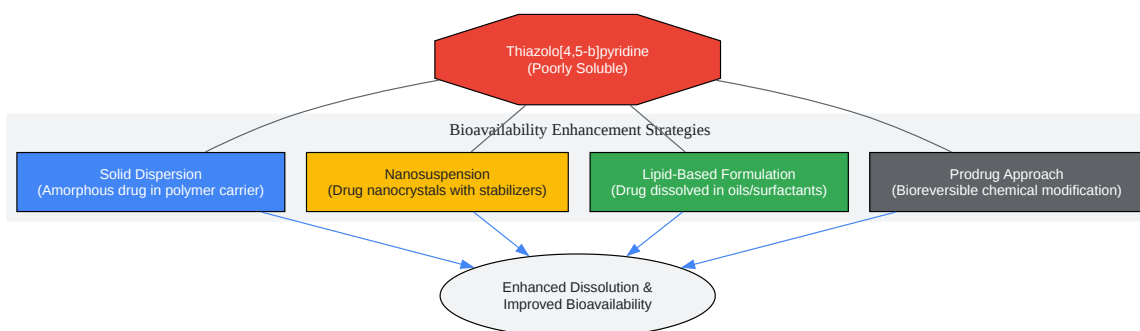 Thiazolo[4,5-b]pyridine
(Poorly Soluble)
Bioavailability Enhancement Strategies
Solid Dispersion
(Amorphous drug in polymer carrier)
Nanosuspension
(Drug nanocrystals with stabilizers)
Lipid-Based Formulation
(Drug dissolved in oils/surfactants)
Prodrug Approach
(Bioreversible chemical modification)
Enhanced Dissolution &
Improved Bioavailability